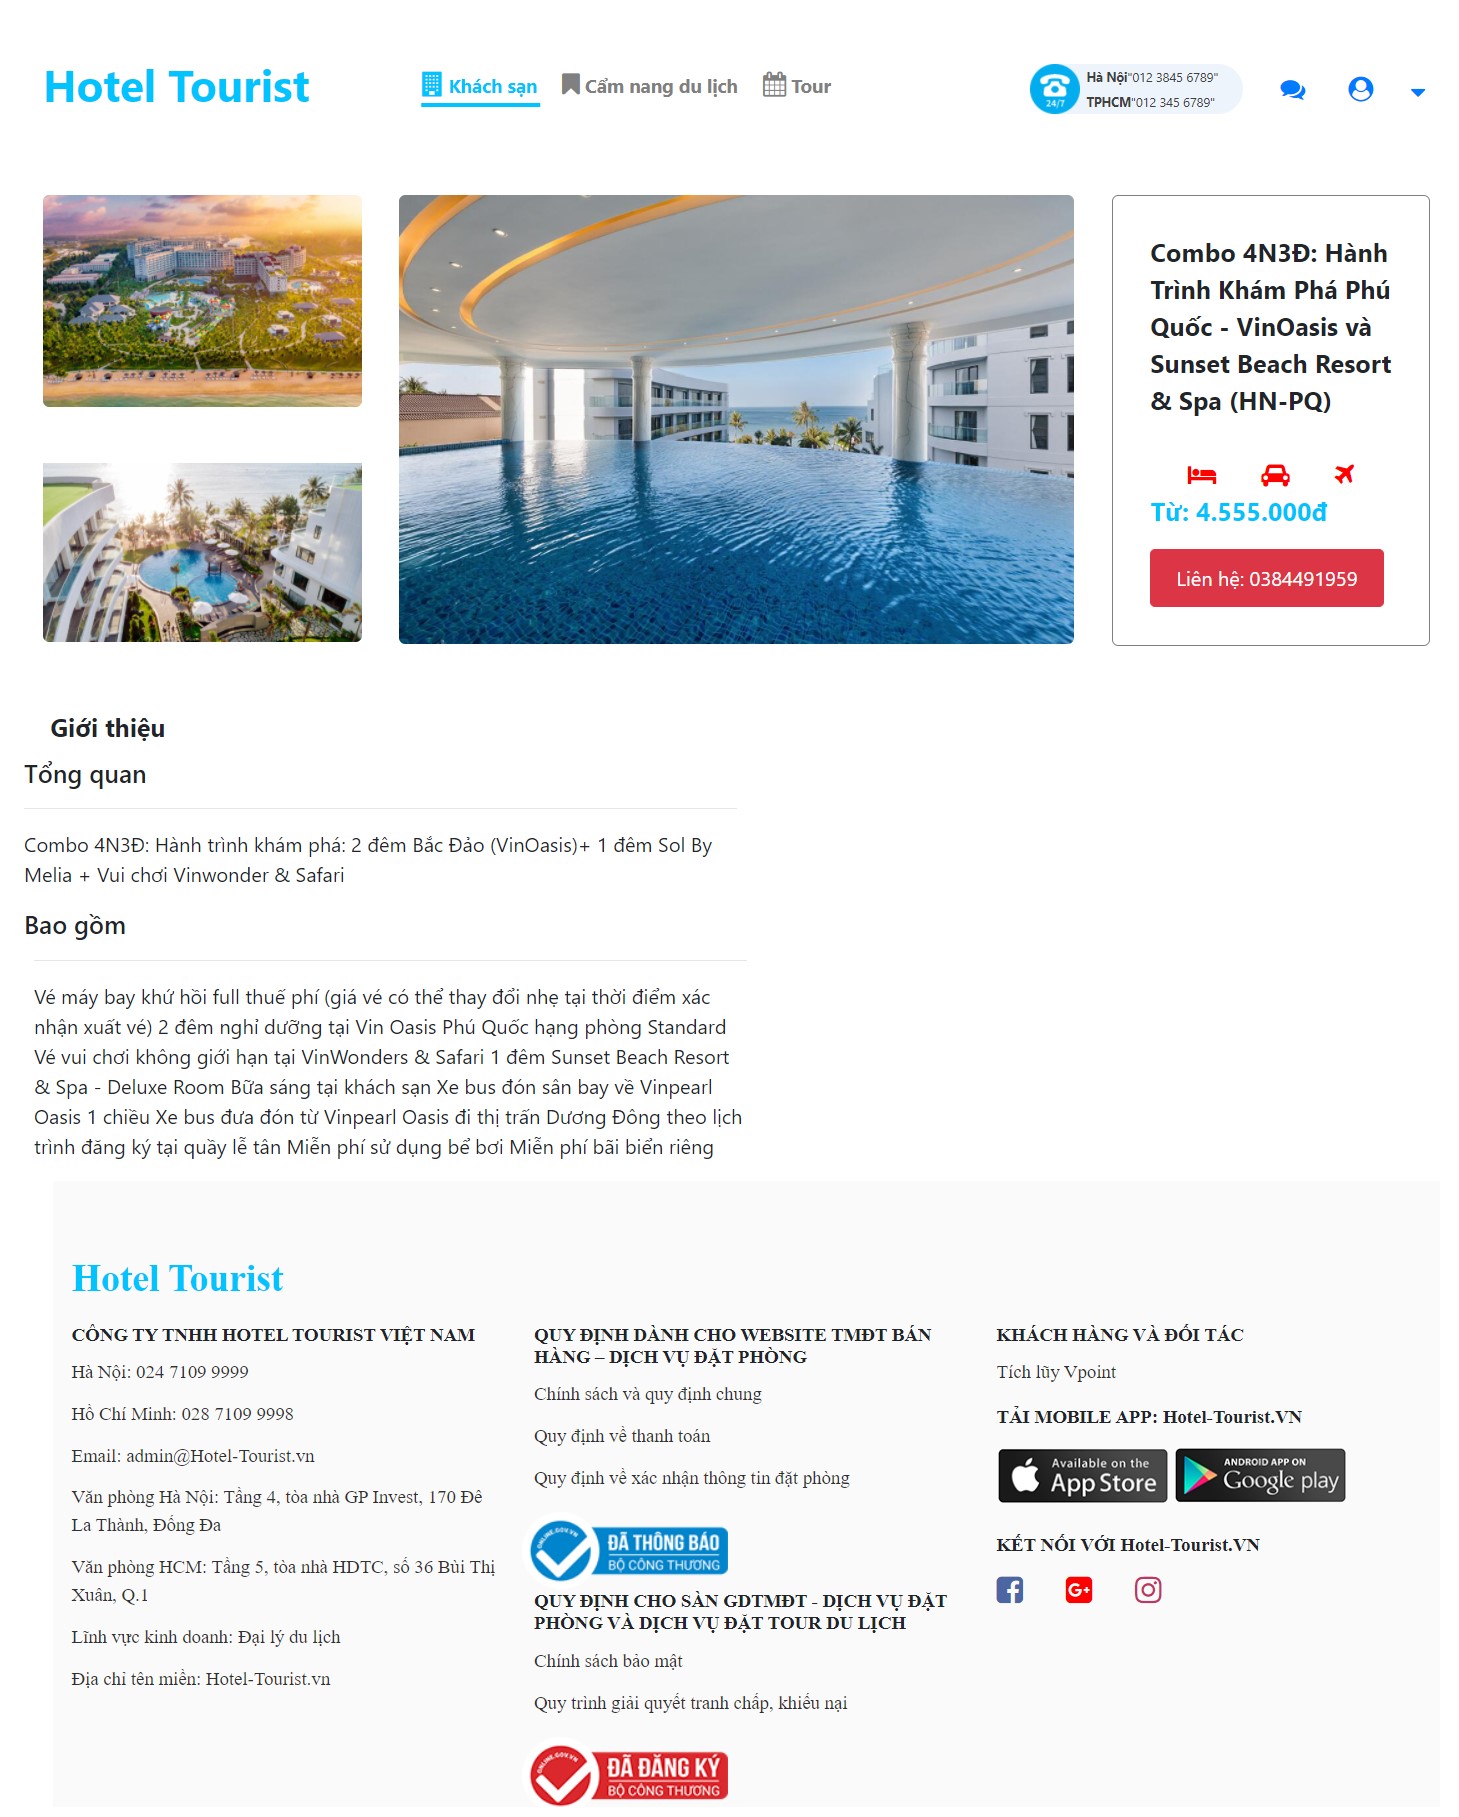 Hotel Tourist
Khách sạn
Cẩm nang du lịch
Tour
24/7
Hà Nội"012 3845 6789"
TPHCM"012 345 6789"
Combo 4N3Đ: Hành
Trình Khám Phá Phú
Quốc - VinOasis và
Sunset Beach Resort
& Spa (HN-PQ)
Từ: 4.555.000đ
Liên hệ: 0384491959
Giới thiệu
Tổng quan
Combo 4N3Đ: Hành trình khám phá: 2 đêm Bắc Đảo (VinOasis)+ 1 đêm Sol By
Melia + Vui chơi Vinwonder & Safari
Bao gồm
Vé máy bay khứ hồi full thuế phí (giá vé có thể thay đổi nhẹ tại thời điểm xác
nhận xuất vé) 2 đêm nghỉ dưỡng tại Vin Oasis Phú Quốc hạng phòng Standard
Vé vui chơi không giới hạn tại VinWonders & Safari 1 đêm Sunset Beach Resort
& Spa - Deluxe Room Bữa sáng tại khách sạn Xe bus đón sân bay về Vinpearl
Oasis 1 chiều Xe bus đưa đón từ Vinpearl Oasis đi thị trấn Dương Đông theo lịch
trình đăng ký tại quầy lễ tân Miễn phí sử dụng bể bơi Miễn phí bãi biển riêng
Hotel Tourist
CÔNG TY TNHH HOTEL TOURIST VIỆT NAM
Hà Nội: 024 7109 9999
Hồ Chí Minh: 028 7109 9998
Email: admin@Hotel-Tourist.vn
Văn phòng Hà Nội: Tầng 4, tòa nhà GP Invest, 170 Đê
La Thành, Đống Đa
Văn phòng HCM: Tầng 5, tòa nhà HDTC, số 36 Bùi Thị
Xuân, Q.1
Lĩnh vực kinh doanh: Đại lý du lịch
Địa chỉ tên miền: Hotel-Tourist.vn
QUY ĐỊNH DÀNH CHO WEBSITE TMĐT BÁN
HÀNG – DỊCH VỤ ĐẶT PHÒNG
Chính sách và quy định chung
Quy định về thanh toán
Quy định về xác nhận thông tin đặt phòng
ONLINE.GOV.VN
ĐÃ THÔNG BÁO
BỘ CÔNG THƯƠNG
QUY ĐỊNH CHO SÀN GDTMĐT - DỊCH VỤ ĐẶT
PHÒNG VÀ DỊCH VỤ ĐẶT TOUR DU LỊCH
Chính sách bảo mật
Quy trình giải quyết tranh chấp, khiếu nại
ONLINE.GOV.VN
ĐÃ ĐĂNG KÝ
BỘ CÔNG THƯƠNG
KHÁCH HÀNG VÀ ĐỐI TÁC
Tích lũy Vpoint
TẢI MOBILE APP: Hotel-Tourist.VN
Available on the
App Store
ANDROID APP ON
Google play
KẾT NỐI VỚI Hotel-Tourist.VN
G+